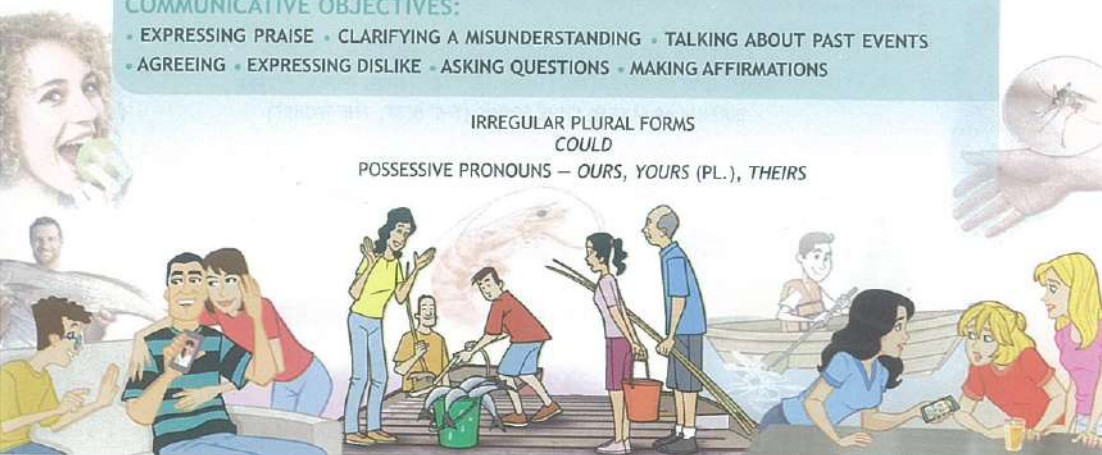 COMMUNICATIVE OBJECTIVES:
• EXPRESSING PRAISE • CLARIFYING A MISUNDERSTANDING • TALKING ABOUT PAST EVENTS
• AGREEING • EXPRESSING DISLIKE • ASKING QUESTIONS • MAKING AFFIRMATIONS
IRREGULAR PLURAL FORMS
COULD
POSSESSIVE PRONOUNS — OURS, YOURS (PL.), THEIRS